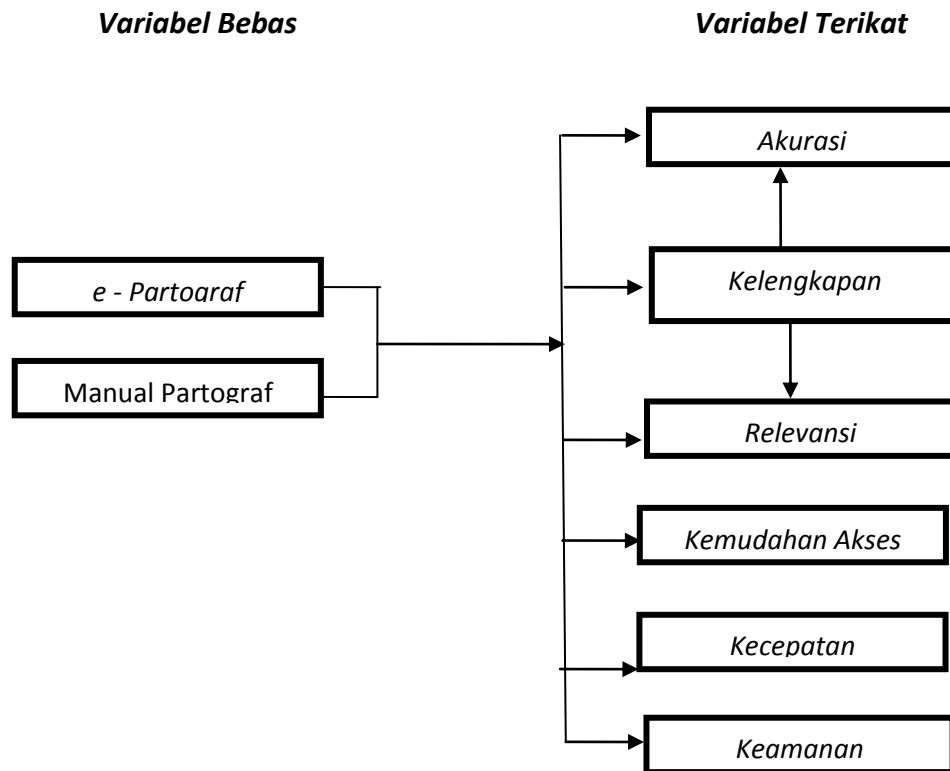 Variabel Bebas
Variabel Terikat
Akurasi
Kelengkapan
e - Partograf
Manual Partograf
Relevansi
Kemudahan Akses
Kecepatan
Keamanan